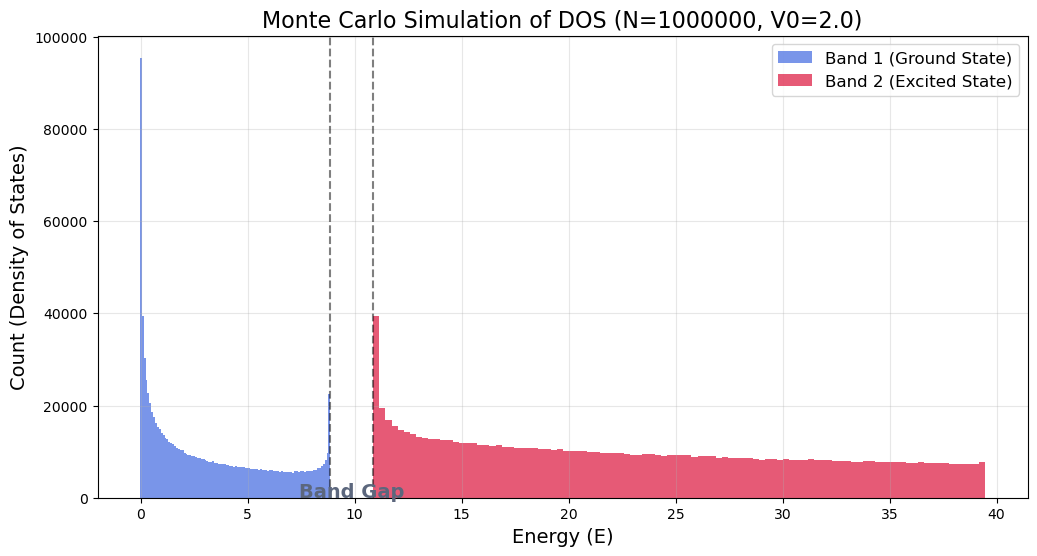 Monte Carlo Simulation of DOS (N=1000000, V0=2.0)
Count (Density of States)
100000
80000
60000
40000
20000
0
Band 1 (Ground State)
Band 2 (Excited State)
Band Gap
0 5 10 15 20 25 30 35 40
Energy (E)